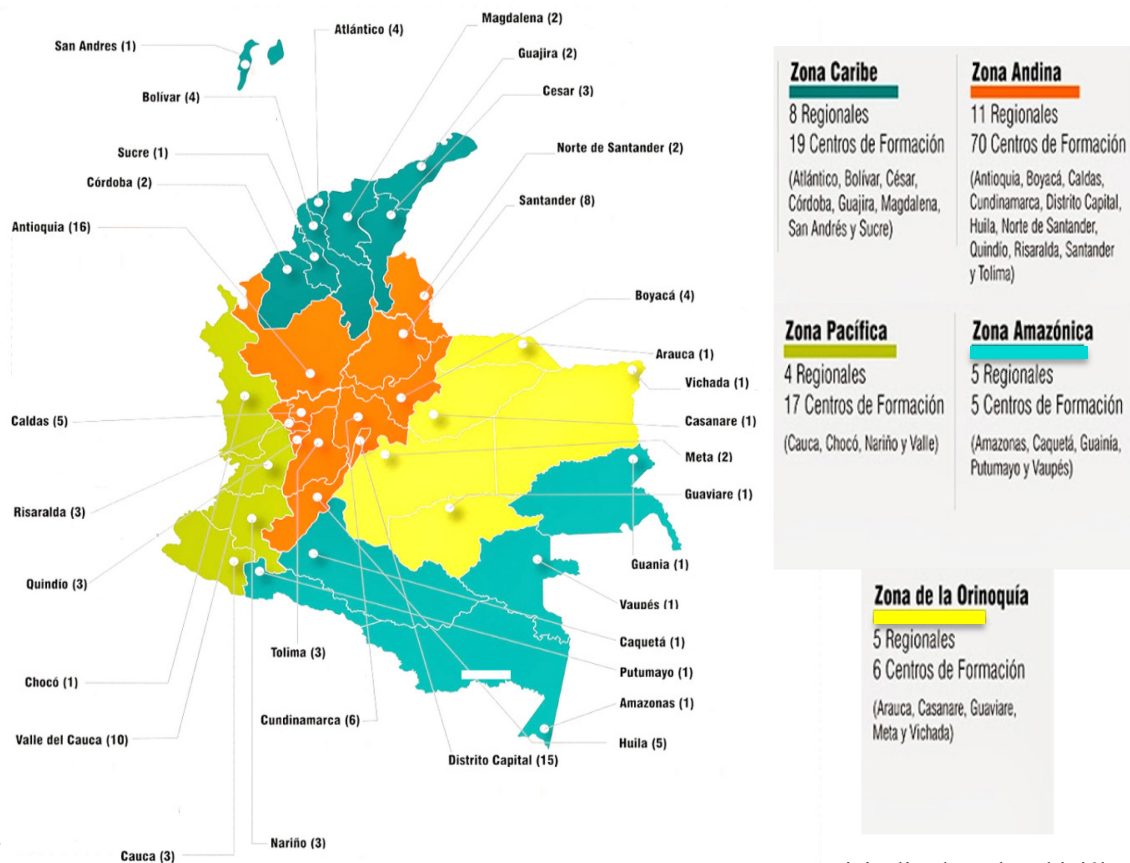 San Andres (1)
Atlántico (4)
Magdalena (2)
Guajira (2)
Bolívar (4)
Cesar (3)
Sucre (1)
Norte de Santander (2)
Córdoba (2)
Santander (8)
Antioquia (16)
Boyacá (4)
Arauca (1)
Vichada (1)
Caldas (5)
Casanare (1)
Meta (2)
Guaviare (1)
Risaralda (3)
Guania (1)
Quindío (3)
Vaupés (1)
Caquetá (1)
Tolima (3)
Putumayo (1)
Chocó (1)
Amazonas (1)
Cundinamarca (6)
Valle del Cauca (10)
Huila (5)
Distrito Capital (15)
Nariño (3)
Cauca (3)
Zona Caribe
8 Regionales
19 Centros de Formación
(Atlántico, Bolívar, César,
Córdoba, Guajira, Magdalena,
San Andrés y Sucre)
Zona Andina
11 Regionales
70 Centros de Formación
(Antioquia, Boyacá, Caldas,
Cundinamarca, Distrito Capital,
Huila, Norte de Santander,
Quindío, Risaralda, Santander
y Tolima)
Zona Pacífica
4 Regionales
17 Centros de Formación
(Cauca, Chocó, Nariño y Valle)
Zona Amazónica
5 Regionales
5 Centros de Formación
(Amazonas, Caquetá, Guainía,
Putumayo y Vaupés)
Zona de la Orinoquía
5 Regionales
6 Centros de Formación
(Arauca, Casanare, Guaviare,
Meta y Vichada)